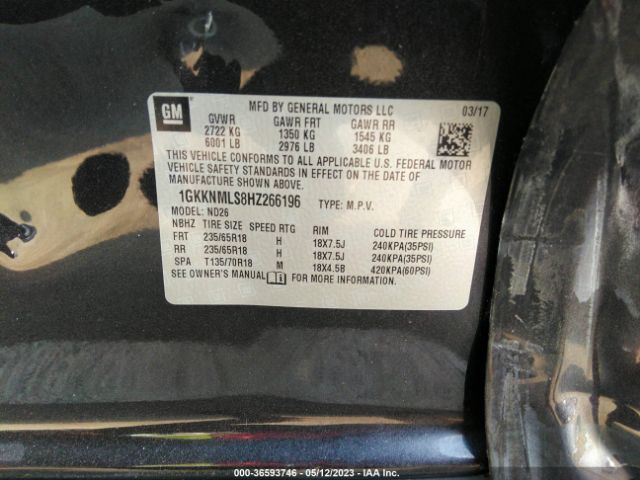 GM
MFD BY GENERAL MOTORS LLC 03/17
GVWR GAWR FRT GAWR RR
2722 KG 1350 KG 1545 KG
6001 LB 2976 LB 3406 LB
THIS VEHICLE CONFORMS TO ALL APPLICABLE U.S. FEDERAL MOTOR
VEHICLE SAFETY STANDARDS IN EFFECT ON THE DATE OF
MANUFACTURE SHOWN ABOVE.
1GKKNMLS8HZ266196 TYPE: M.P.V.
MODEL: ND26
NBHZ TIRE SIZE SPEED RTG RIM COLD TIRE PRESSURE
FRT 235/65R18 H 18X7.5J 240KPA(35PSI)
RR 235/65R18 H 18X7.5J 240KPA(35PSI)
SPA T135/70R18 M 18X4.5B 420KPA(60PSI)
SEE OWNER'S MANUAL FOR MORE INFORMATION.
000-36593746 - 05/12/2023 - IAA Inc.